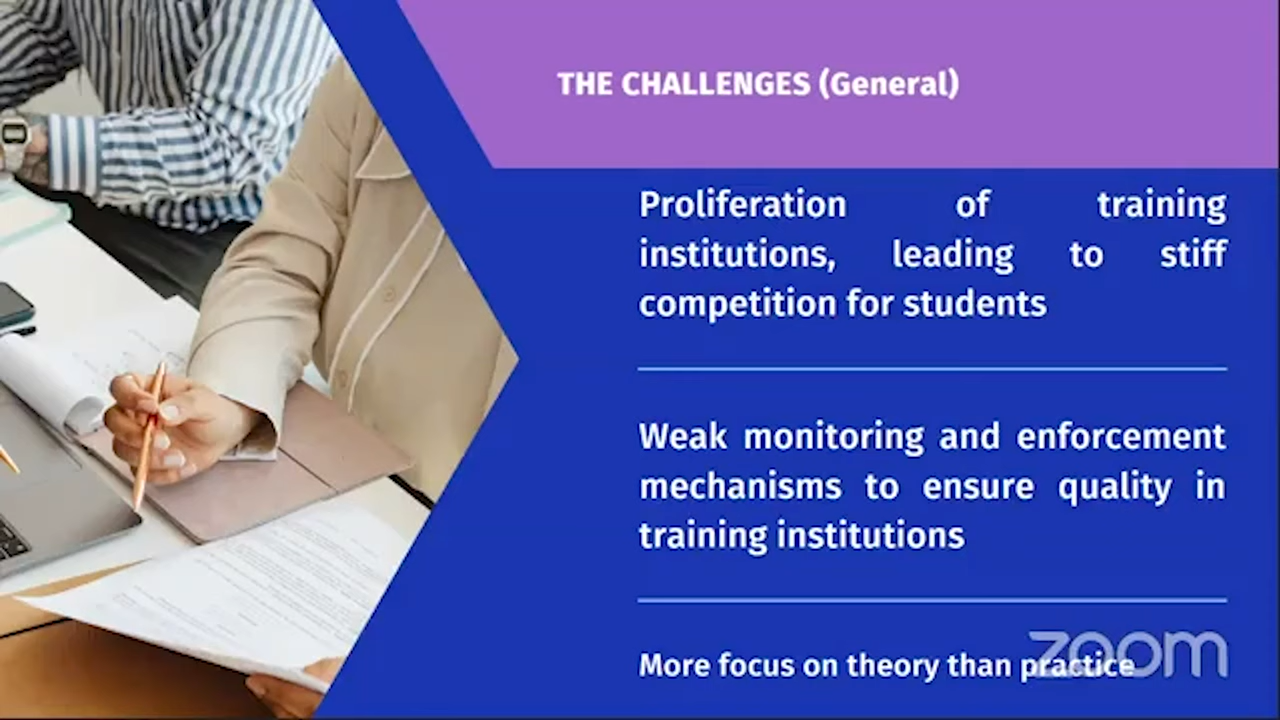 THE CHALLENGES (General)
Proliferation of training
institutions, leading to stiff
competition for students
Weak monitoring and enforcement
mechanisms to ensure quality in
training institutions
More focus on theory than practice
zoom